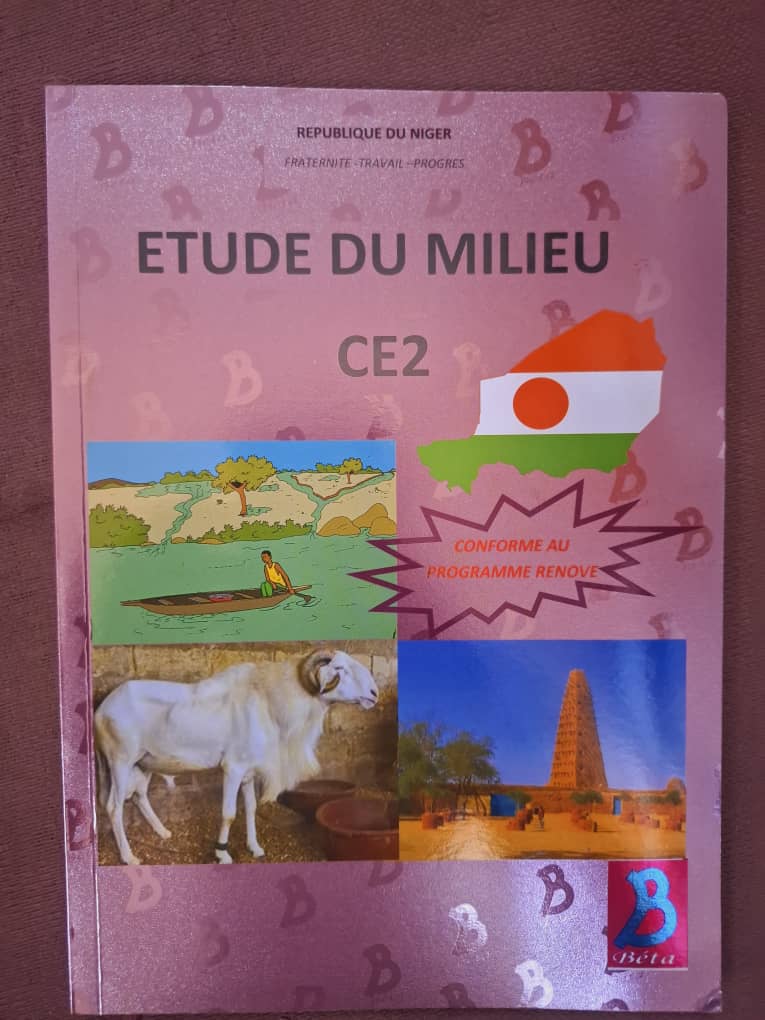 REPUBLIQUE DU NIGER
FRATERNITE -TRAVAIL –PROGRES
ETUDE DU MILIEU
CE2
CONFORME AU
PROGRAMME RENOVE
B
Béta